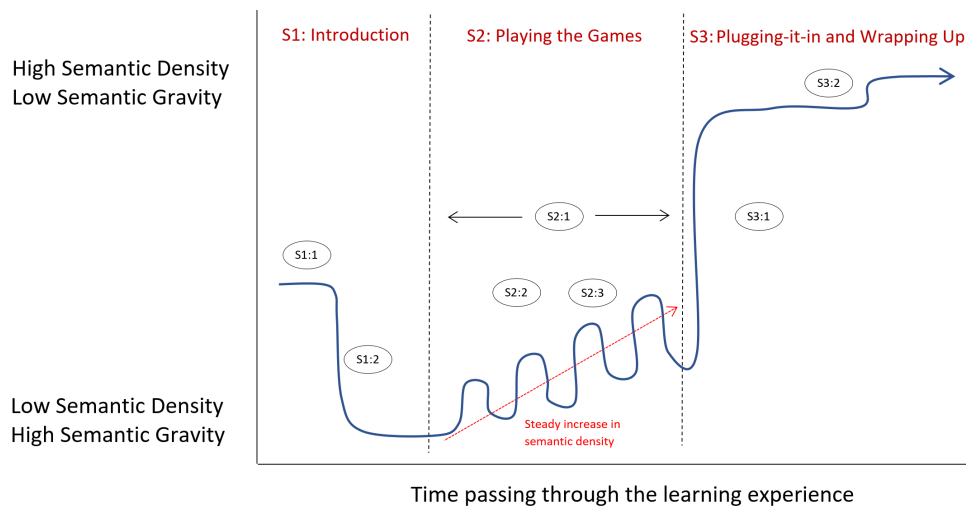 S1: Introduction
S2: Playing the Games
S3: Plugging-it-in and Wrapping Up
High Semantic Density
Low Semantic Gravity
S3:2
S2:1
S3:1
S1:1
S2:2
S2:3
S1:2
Low Semantic Density
High Semantic Gravity
Steady increase in
semantic density
Time passing through the learning experience